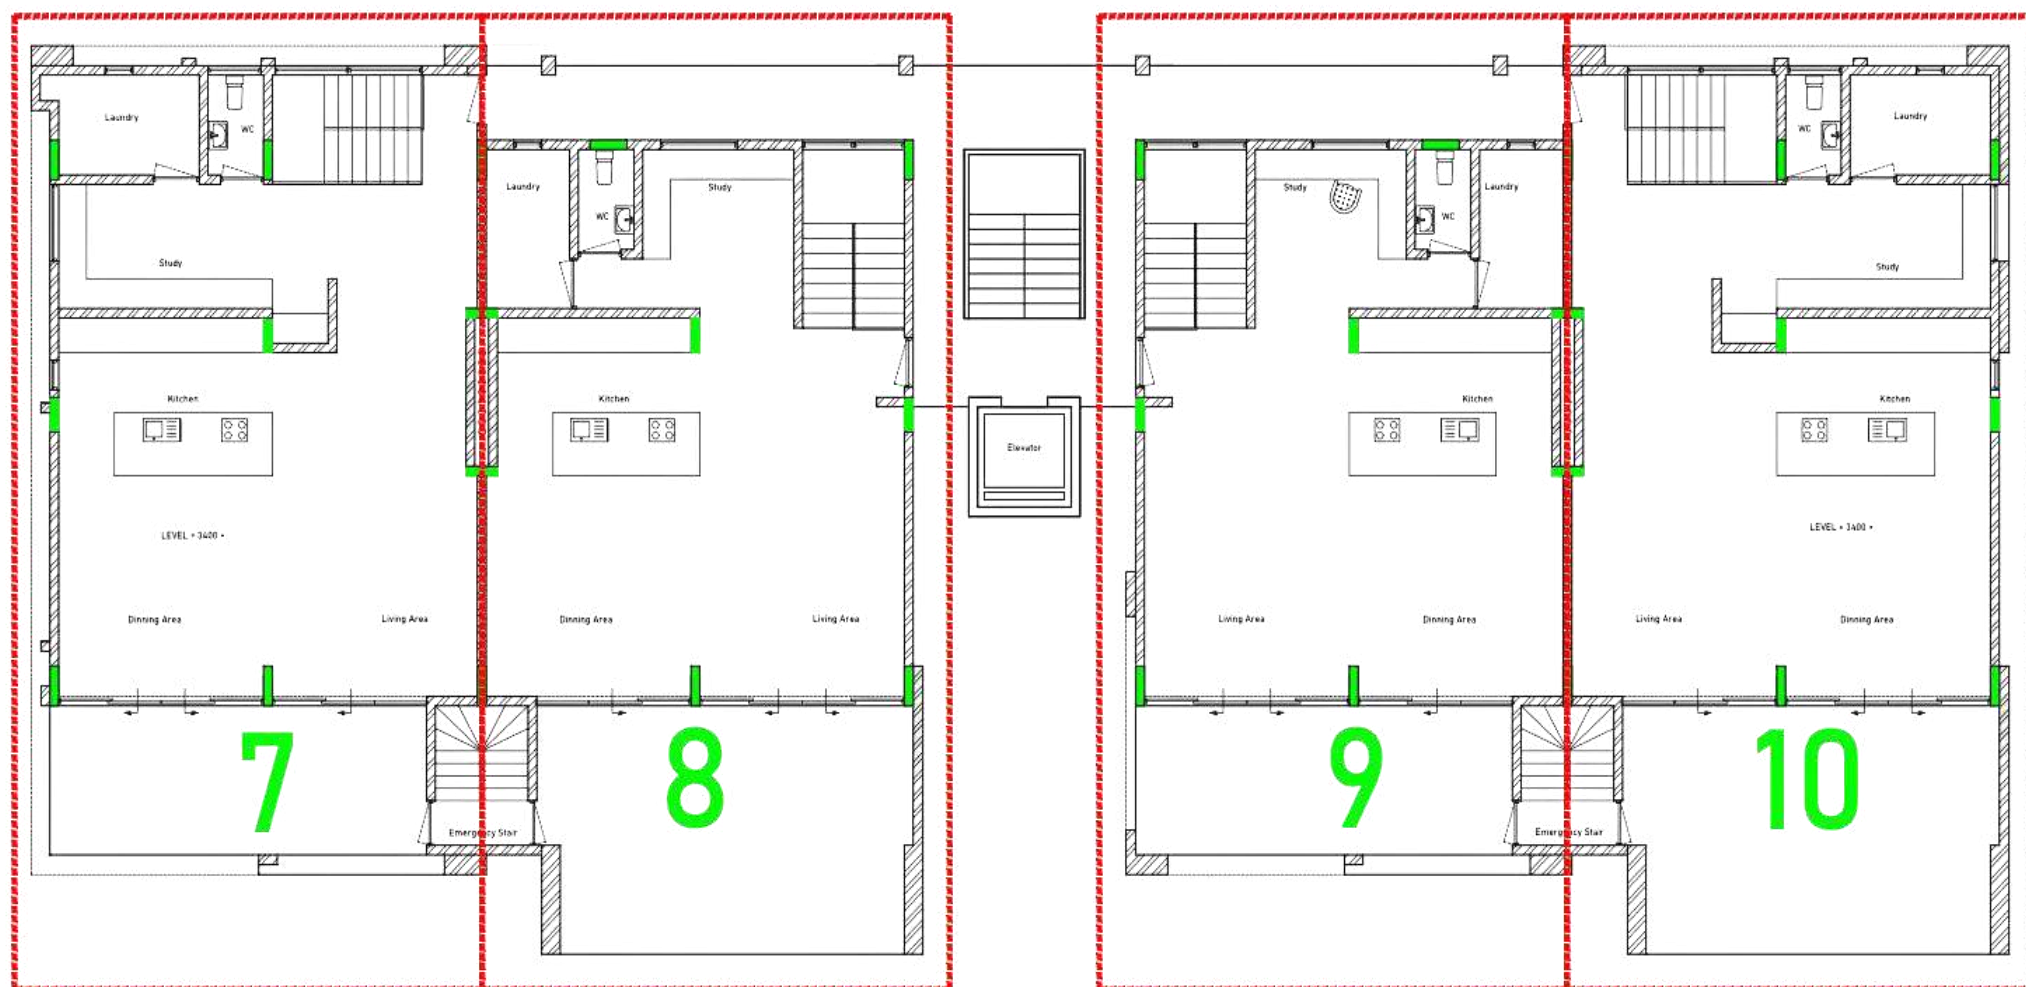 Laundry
WC
Study
Kitchen
LEVEL + 3400 +
Dinning Area
Living Area
7
Laundry
WC
Study
Kitchen
Dinning Area
Living Area
8
Emergency Stair
Elevator
Study
WC
Laundry
Kitchen
Living Area
Dinning Area
9
Emergency Stair
WC
Laundry
Study
Kitchen
LEVEL + 3400 +
Living Area
Dinning Area
10